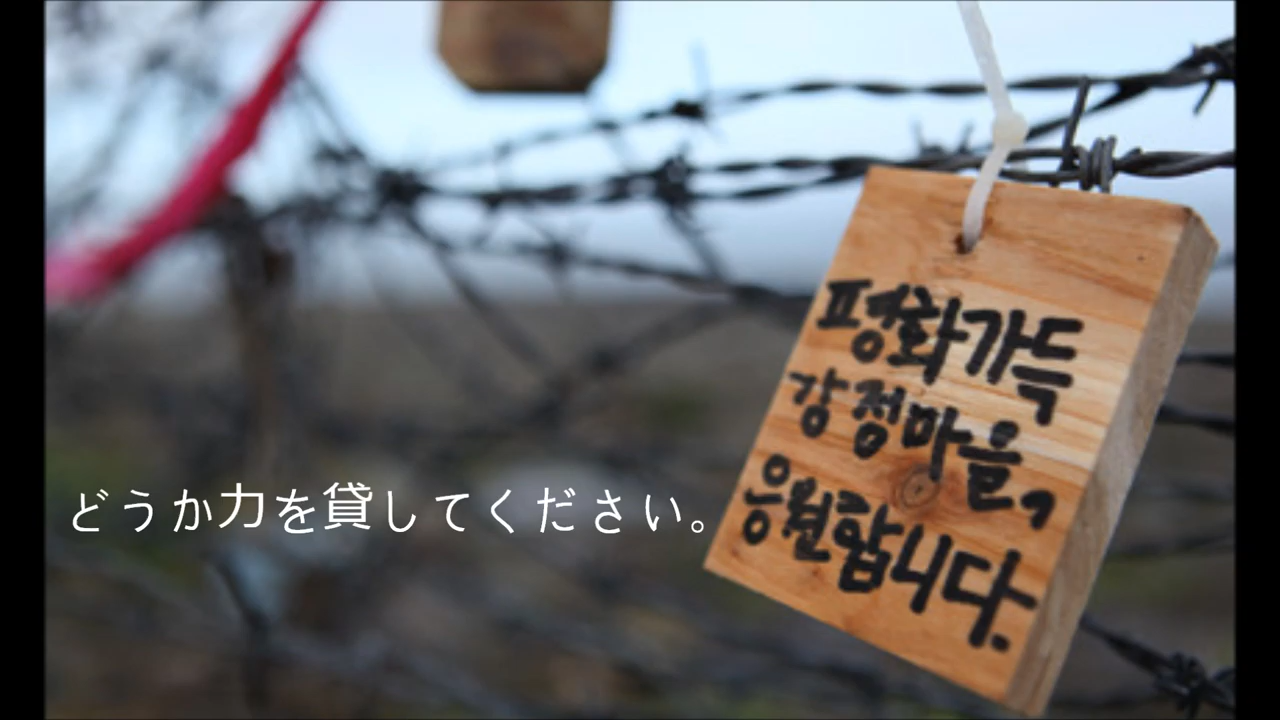 평화가득
강정마을,
응원합니다.
どうか力を貸してください。